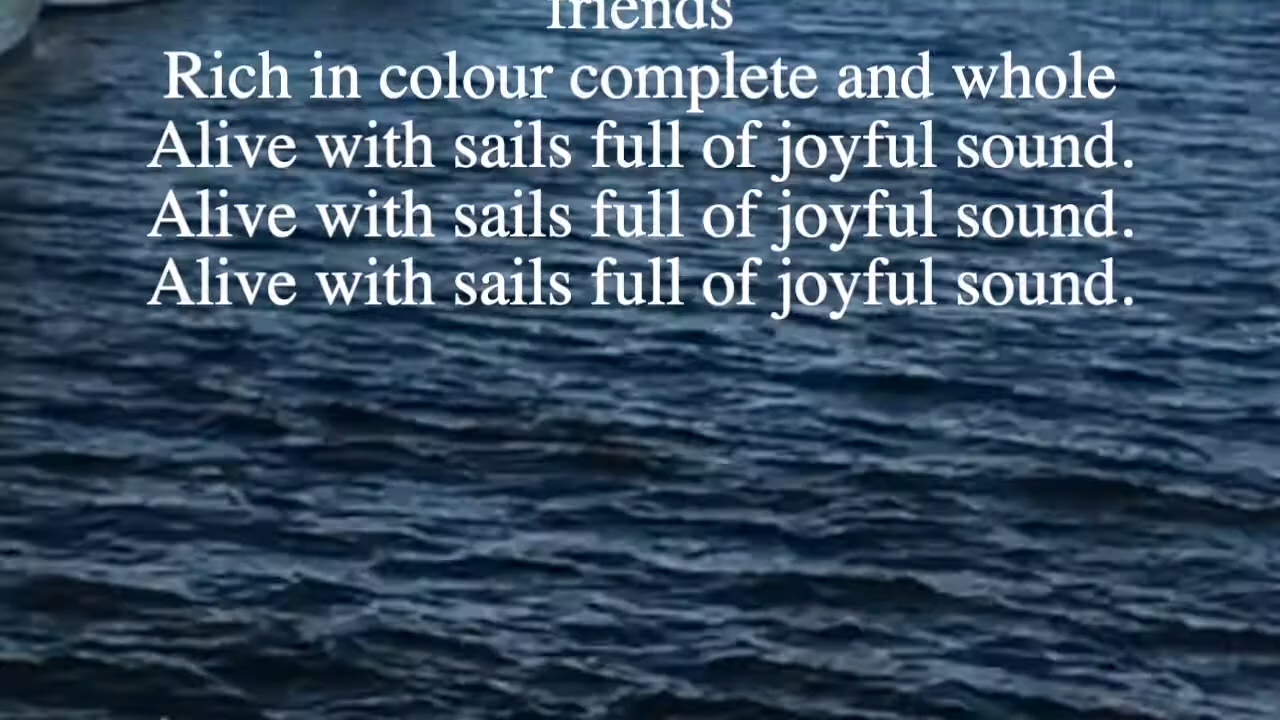 friends
Rich in colour complete and whole
Alive with sails full of joyful sound.
Alive with sails full of joyful sound.
Alive with sails full of joyful sound.